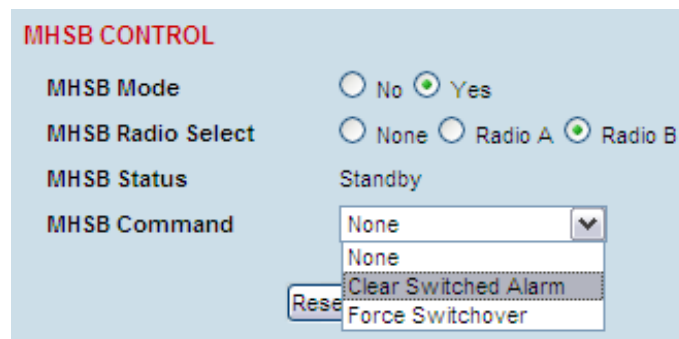 MHSB CONTROL
MHSB Mode No Yes
MHSB Radio Select None Radio A Radio B
MHSB Status Standby
MHSB Command None
None
Clear Switched Alarm
Force Switchover